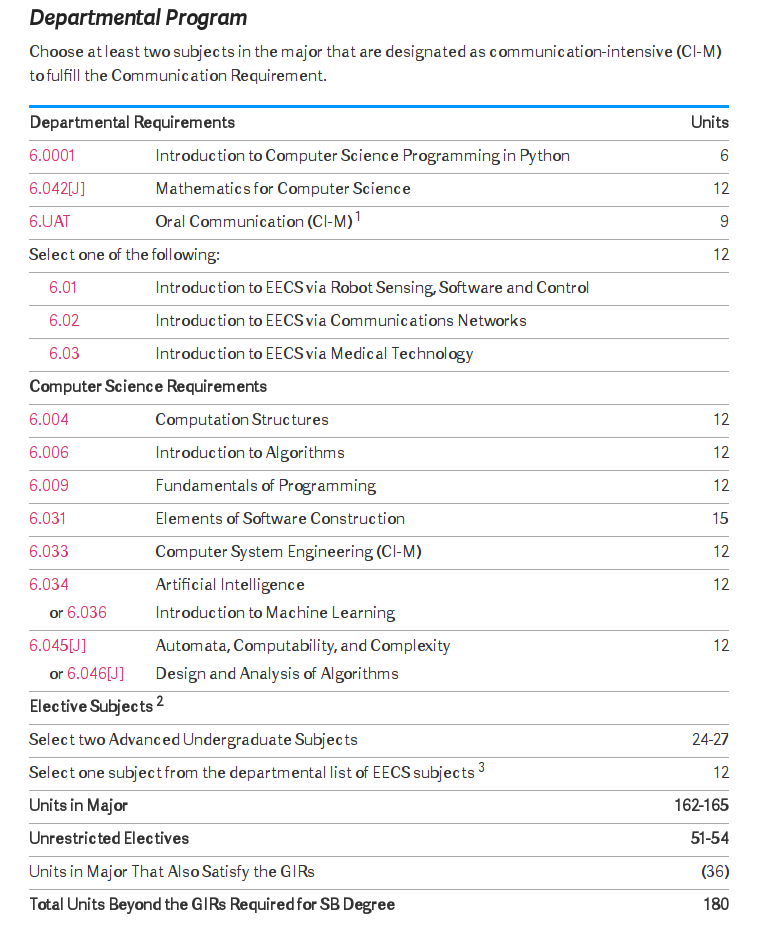 Departmental Program
Choose at least two subjects in the major that are designated as communication-intensive (CI-M)
to fulfill the Communication Requirement.
Departmental Requirements Units
6.0001 Introduction to Computer Science Programming in Python 6
6.042[J] Mathematics for Computer Science 12
6.UAT Oral Communication (CI-M) 1 9
Select one of the following: 12
6.01 Introduction to EECS via Robot Sensing, Software and Control
6.02 Introduction to EECS via Communications Networks
6.03 Introduction to EECS via Medical Technology
Computer Science Requirements
6.004 Computation Structures 12
6.006 Introduction to Algorithms 12
6.009 Fundamentals of Programming 12
6.031 Elements of Software Construction 15
6.033 Computer System Engineering (CI-M) 12
6.034 Artificial Intelligence 12
or 6.036 Introduction to Machine Learning
6.045[J] Automata, Computability, and Complexity 12
or 6.046[J] Design and Analysis of Algorithms
Elective Subjects 2
Select two Advanced Undergraduate Subjects 24-27
Select one subject from the departmental list of EECS subjects 3 12
Units in Major 162-165
Unrestricted Electives 51-54
Units in Major That Also Satisfy the GIRs (36)
Total Units Beyond the GIRs Required for SB Degree 180